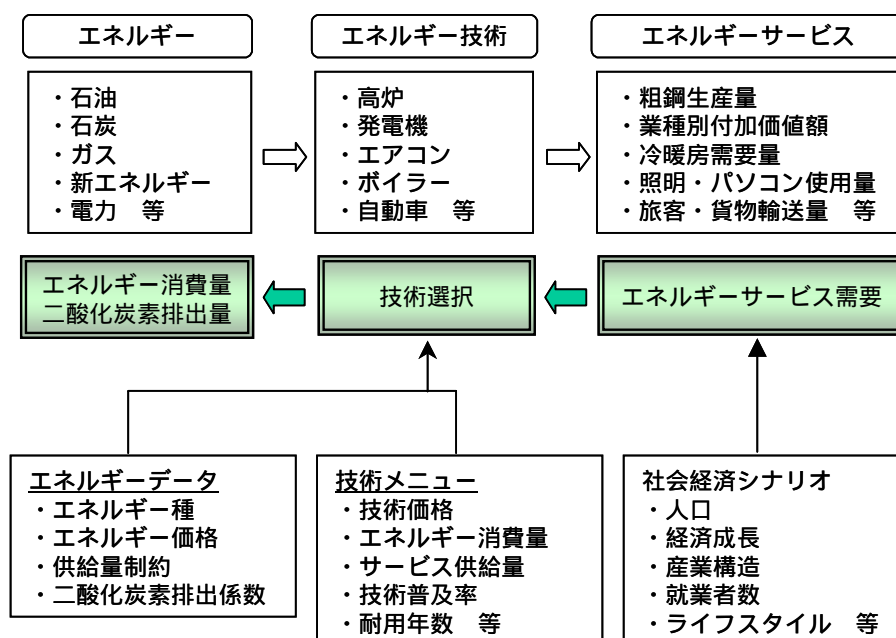 エネルギー
エネルギー技術
エネルギーサービス
・石油
・石炭
・ガス
・新エネルギー
・電力　等
・高炉
・発電機
・エアコン
・ボイラー
・自動車　等
・粗鋼生産量
・業種別付加価値額
・冷暖房需要量
・照明・パソコン使用量
・旅客・貨物輸送量　等
エネルギー消費量
二酸化炭素排出量
技術選択
エネルギーサービス需要
エネルギーデータ
・エネルギー種
・エネルギー価格
・供給量制約
・二酸化炭素排出係数
技術メニュー
・技術価格
・エネルギー消費量
・サービス供給量
・技術普及率
・耐用年数　等
社会経済シナリオ
・人口
・経済成長
・産業構造
・就業者数
・ライフスタイル　等